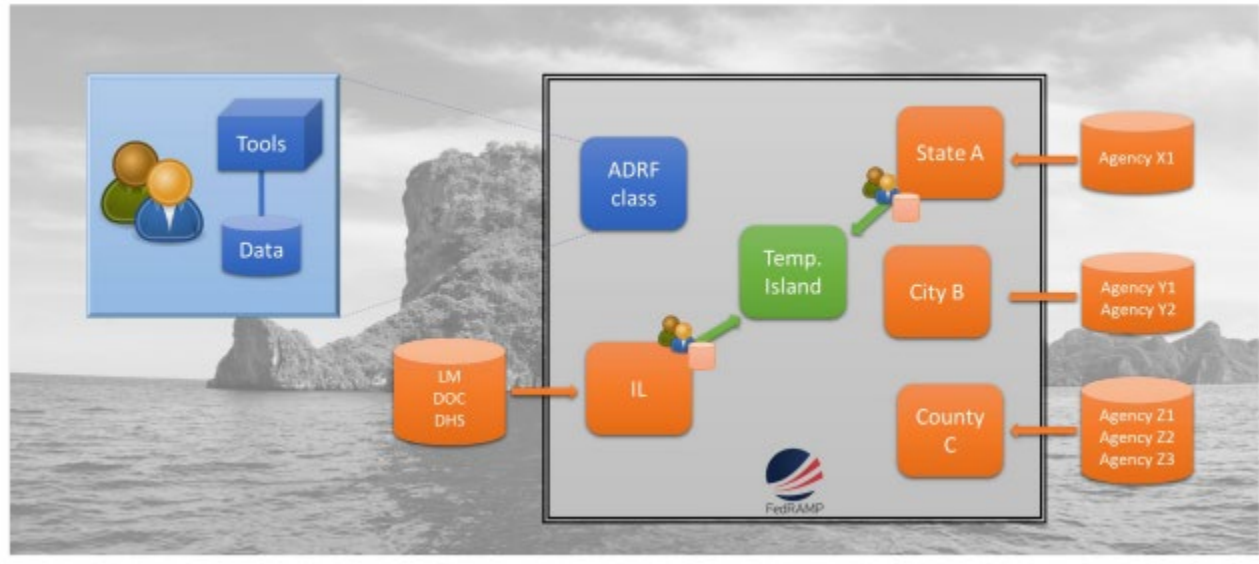 Tools
Data
ADRF
class
State A
Agency X1
Temp.
Island
City B
Agency Y1
Agency Y2
LM
DOC
DHS
IL
County
C
Agency Z1
Agency Z2
Agency Z3
FedRAMP